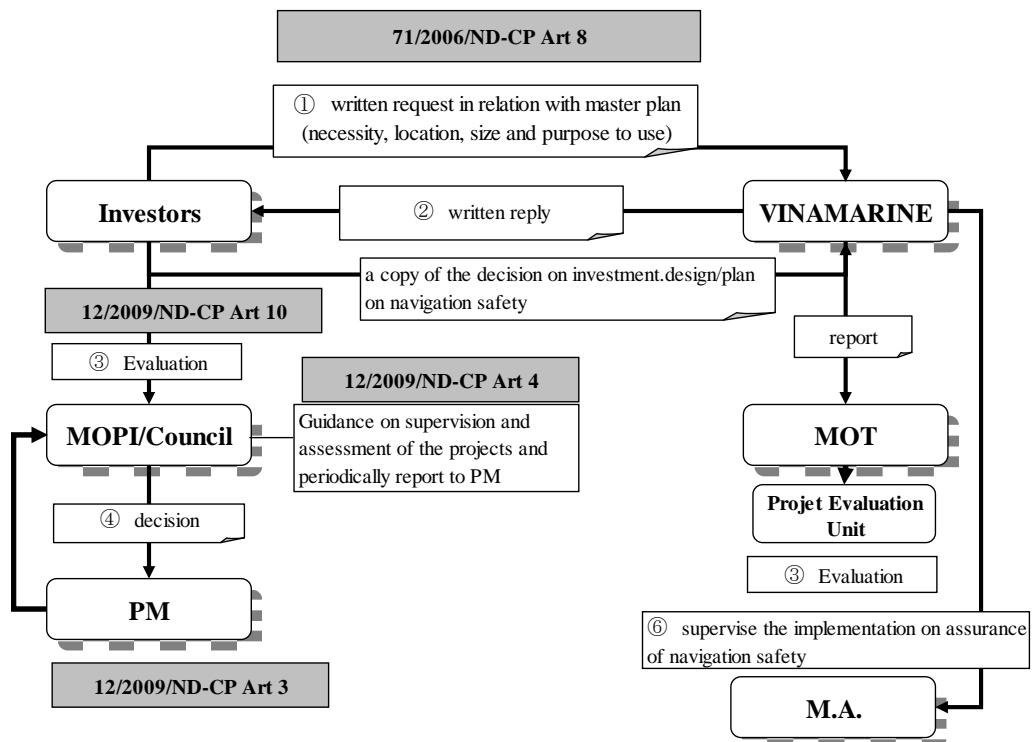 71/2006/ND-CP Art 8
① written request in relation with master plan
(necessity, location, size and purpose to use)
Investors
② written reply
VINAMARINE
a copy of the decision on investment.design/plan
on navigation safety
12/2009/ND-CP Art 10
report
③ Evaluation
12/2009/ND-CP Art 4
MOPI/Council
Guidance on supervision and
assessment of the projects and
periodically report to PM
MOT
④ decision
Projet Evaluation
Unit
③ Evaluation
PM
⑥ supervise the implementation on assurance
of navigation safety
12/2009/ND-CP Art 3
M.A.